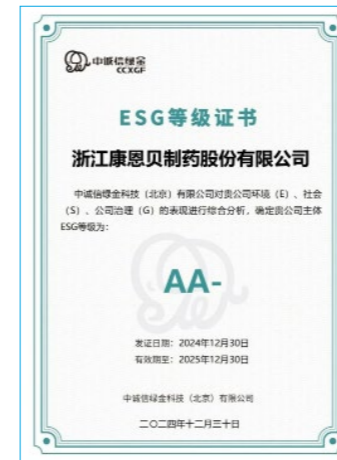 中诚信绿金
CCXGF
ESG等级证书
浙江康恩贝制药股份有限公司
中诚信绿金科技（北京）有限公司对贵公司环境（E）、社会
（S）、公司治理（G）的表现进行综合分析，确定贵公司主体
ESG等级为：
AA-
发证日期：2024年12月30日
有效期至：2025年12月30日
中诚信绿金科技（北京）有限公司
二〇二四年十二月三十日